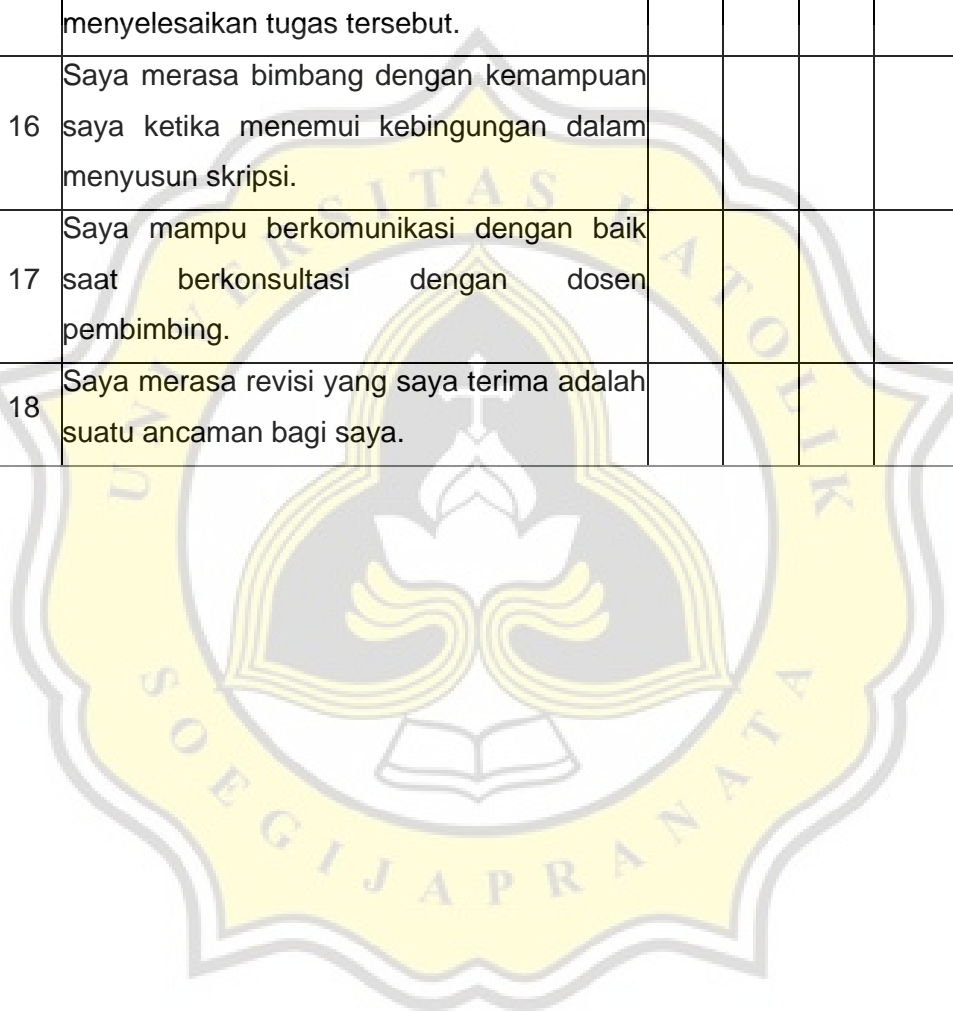 menyelesaikan tugas tersebut.
Saya merasa bimbang dengan kemampuan
16 saya ketika menemui kebingungan dalam
menyusun skripsi.
Saya mampu berkomunikasi dengan baik
17 saat berkonsultasi dengan dosen
pembimbing.
Saya merasa revisi yang saya terima adalah
18
suatu ancaman bagi saya.
UNIVERSITAS KATOLIK
SOEGIJAPRANATA